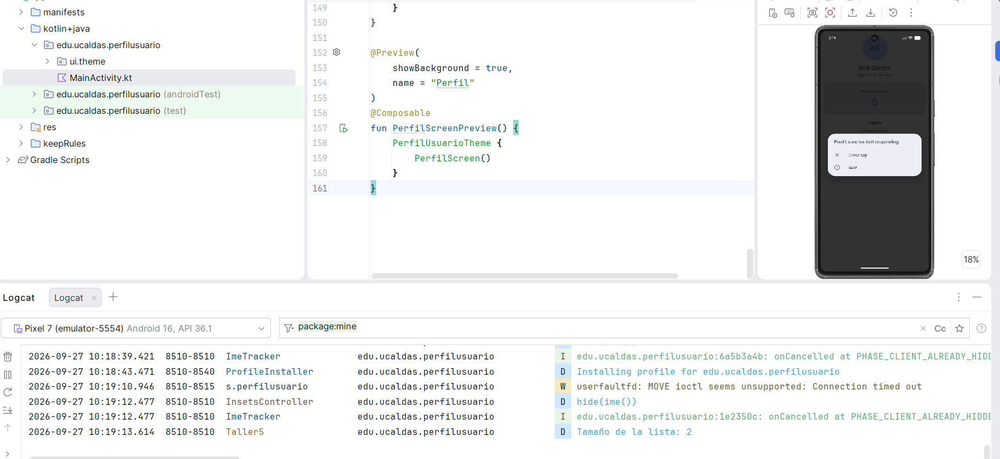 manifests
kotlin+java
edu.ucaldas.perfilusuario
ui.theme
MainActivity.kt
edu.ucaldas.perfilusuario (androidTest)
edu.ucaldas.perfilusuario (test)
res
keepRules
Gradle Scripts
149 }
150 }
151
152 @Preview(
153 showBackground = true,
154 name = "Perfil"
155 )
156 @Composable
157 fun PerfilScreenPreview() {
158 PerfilUsuarioTheme {
159 PerfilScreen()
160 }
161 }
3:19
AG
Ana Gómez
Publicaciones
0
Logros
Pixel Launcher isn't responding
Close app
Wait
18%
Logcat
Logcat
Pixel 7 (emulator-5554) Android 16, API 36.1
package:mine
Cc
2026-09-27 10:18:39.421 8510-8510 ImeTracker edu.ucaldas.perfilusuario I edu.ucaldas.perfilusuario:6a5b3a4b: onCancelled at PHASE_CLIENT_ALREADY_HIDD
2026-09-27 10:18:43.471 8510-8540 ProfileInstaller edu.ucaldas.perfilusuario D Installing profile for edu.ucaldas.perfilusuario
2026-09-27 10:19:10.946 8510-8515 s.perfilusuario edu.ucaldas.perfilusuario W userfaultfd: MOVE ioctl seems unsupported: Connection timed out
2026-09-27 10:19:12.477 8510-8510 InsetsController edu.ucaldas.perfilusuario D hide(ime())
2026-09-27 10:19:12.477 8510-8510 ImeTracker edu.ucaldas.perfilusuario I edu.ucaldas.perfilusuario:1e2350c: onCancelled at PHASE_CLIENT_ALREADY_HIDDE
2026-09-27 10:19:13.614 8510-8510 Taller5 edu.ucaldas.perfilusuario D Tamaño de la lista: 2